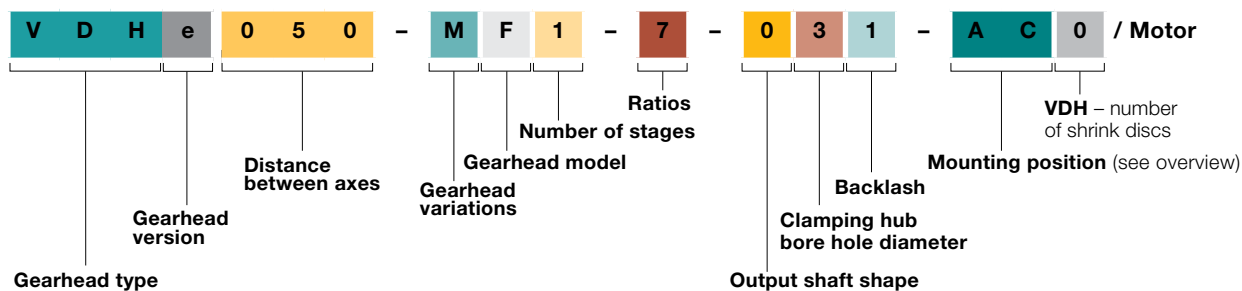 V D H e 0 5 0 – M F 1 – 7 – 0 3 1 – A C 0 / Motor
Ratios
VDH – number
of shrink discs
Number of stages
Distance
between axes
Gearhead model
Mounting position (see overview)
Gearhead
variations
Backlash
Gearhead
version
Clamping hub
bore hole diameter
Gearhead type
Output shaft shape